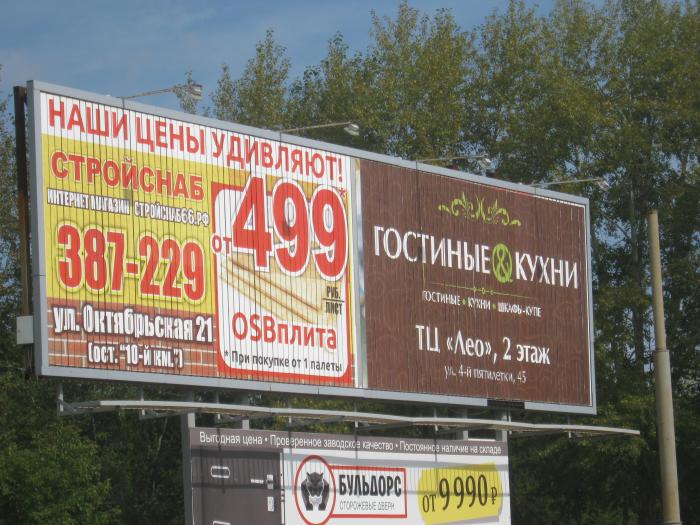 НАШИ ЦЕНЫ УДИВЛЯЮТ!
СТРОЙСНАБ
ИНТЕРНЕТ МАГАЗИН СТРОЙСНАБ66.РФ
387-229
ул. Октябрьская 21
(ост. "10-й км.")
от 499*
РУБ.
ЛИСТ
OSBплита
* При покупке от 1 палеты
ГОСТИНЫЕ & КУХНИ
ГОСТИНЫЕ • КУХНИ • ШКАФЫ-КУПЕ
ТЦ «Лео», 2 этаж
ул. 4-й пятилетки, 45
Выгодная цена • Проверенное заводское качество • Постоянное наличие на складе
БУЛЬДОРС
СТОРОЖЕВЫЕ ДВЕРИ
от 9 990 ₽